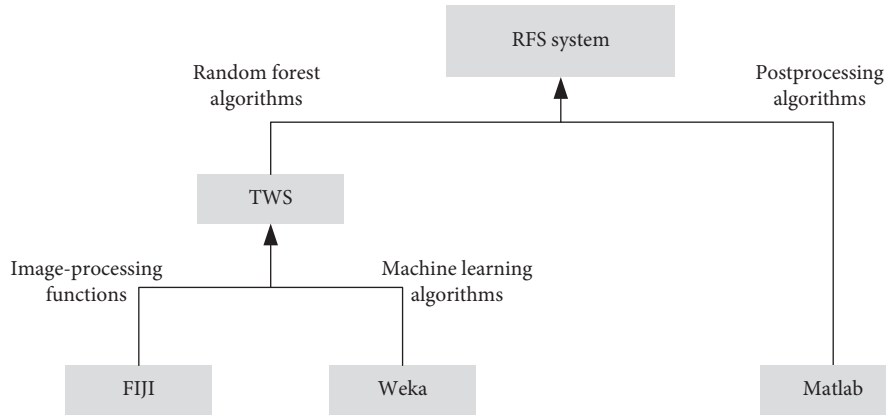 RFS system
Random forest
algorithms
Postprocessing
algorithms
TWS
Image-processing
functions
Machine learning
algorithms
FIJI
Weka
Matlab